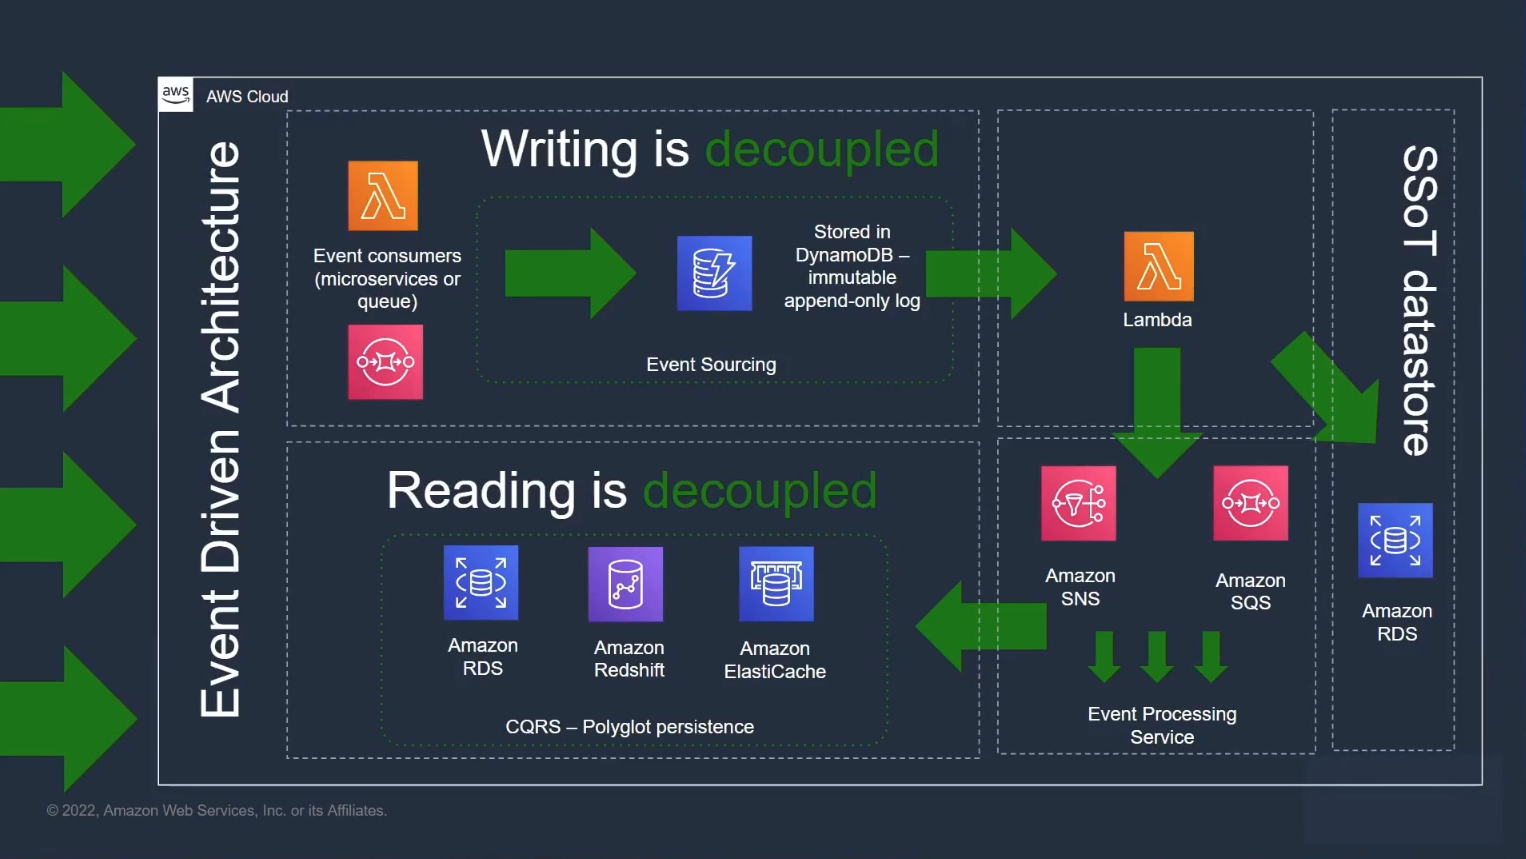 aws
AWS Cloud
Event Driven Architecture
Writing is decoupled
Event consumers
(microservices or
queue)
Stored in
DynamoDB –
immutable
append-only log
Event Sourcing
Lambda
SSoT datastore
Reading is decoupled
Amazon
RDS
Amazon
Redshift
Amazon
ElastiCache
CQRS – Polyglot persistence
Amazon
SNS
Amazon
SQS
Event Processing
Service
Amazon
RDS
© 2022, Amazon Web Services, Inc. or its Affiliates.